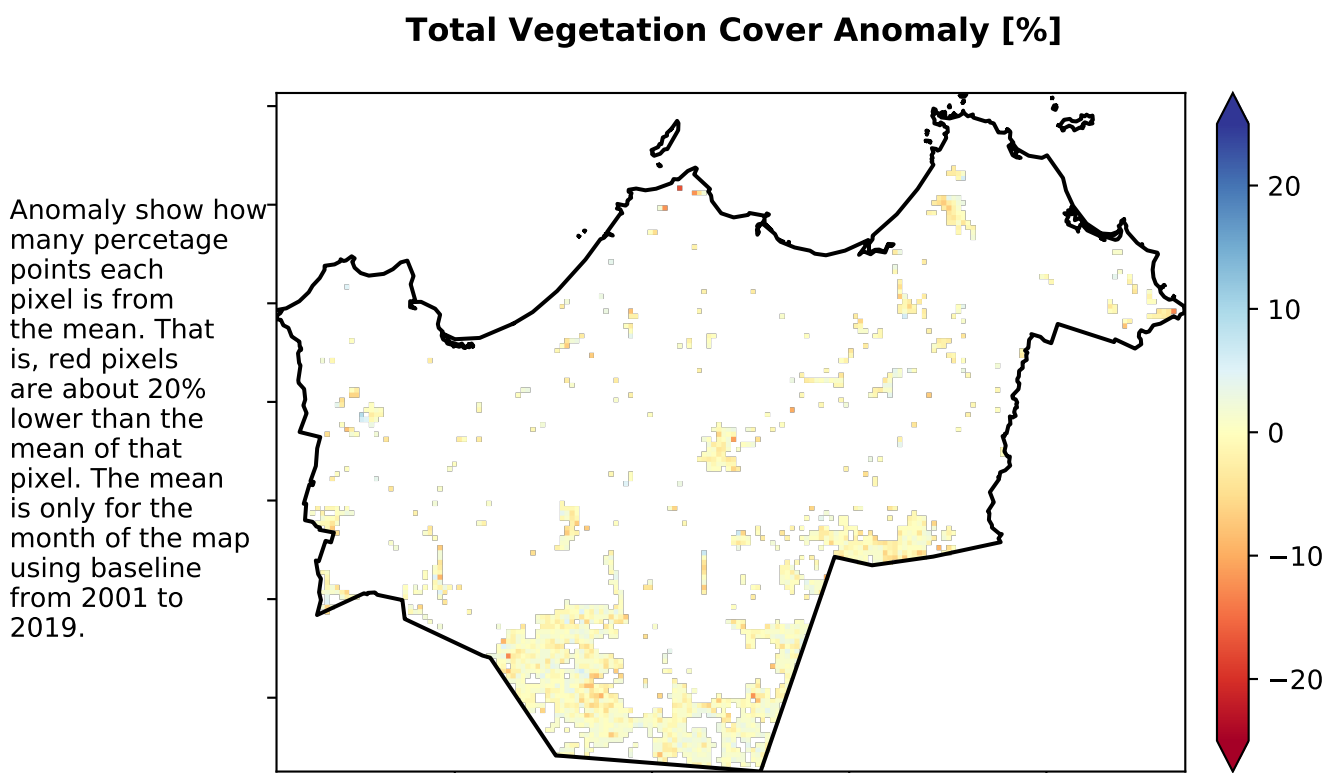 Total Vegetation Cover Anomaly [%]
Anomaly show how
many percetage
points each
pixel is from
the mean. That
is, red pixels
are about 20%
lower than the
mean of that
pixel. The mean
is only for the
month of the map
using baseline
from 2001 to
2019.
20
10
0
−10
−20